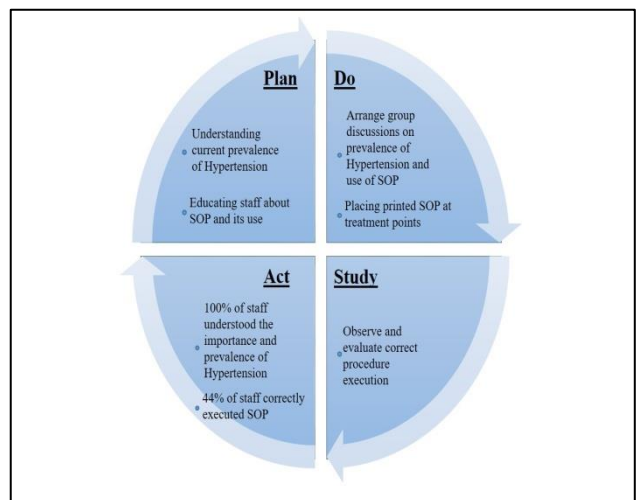 Plan
Understanding
current prevalence
of Hypertension
Educating staff about
SOP and its use
Do
Arrange group
discussions on
prevalence of
Hypertension and
use of SOP
Placing printed SOP at
treatment points
Act
100% of staff
understood the
importance and
prevalence of
Hypertension
44% of staff correctly
executed SOP
Study
Observe and
evaluate correct
procedure
execution